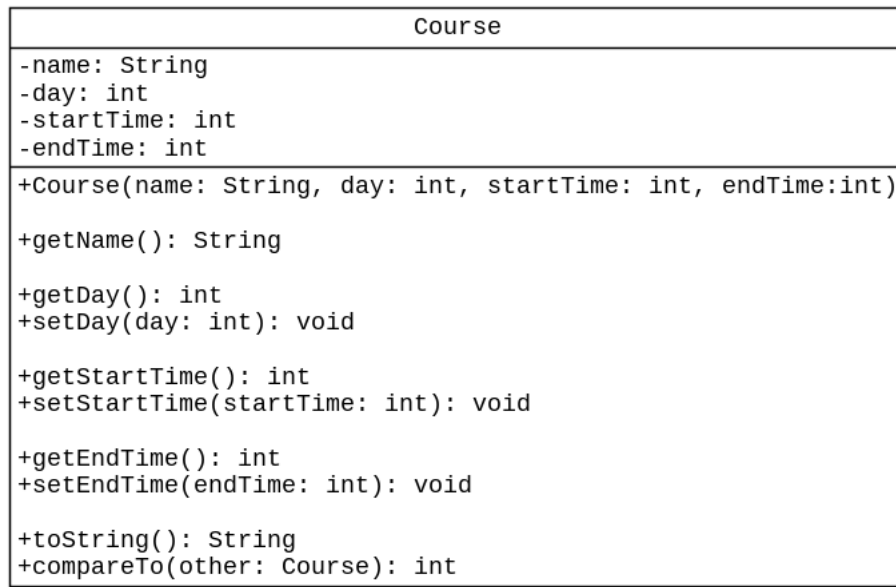 Course
-name: String
-day: int
-startTime: int
-endTime: int
+Course(name: String, day: int, startTime: int, endTime:int)
+getName(): String
+getDay(): int
+setDay(day: int): void
+getStartTime(): int
+setStartTime(startTime: int): void
+getEndTime(): int
+setEndTime(endTime: int): void
+toString(): String
+compareTo(other: Course): int